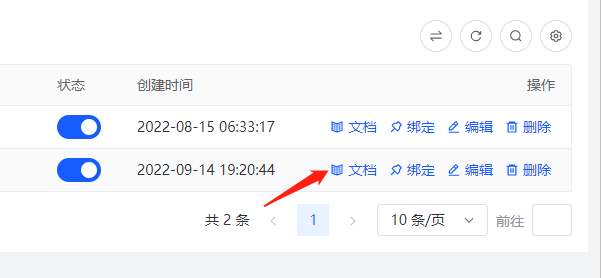 状态 创建时间 操作
2022-08-15 06:33:17 文档 绑定 编辑 删除
2022-09-14 19:20:44 文档 绑定 编辑 删除
共 2 条 1 10 条/页 前往